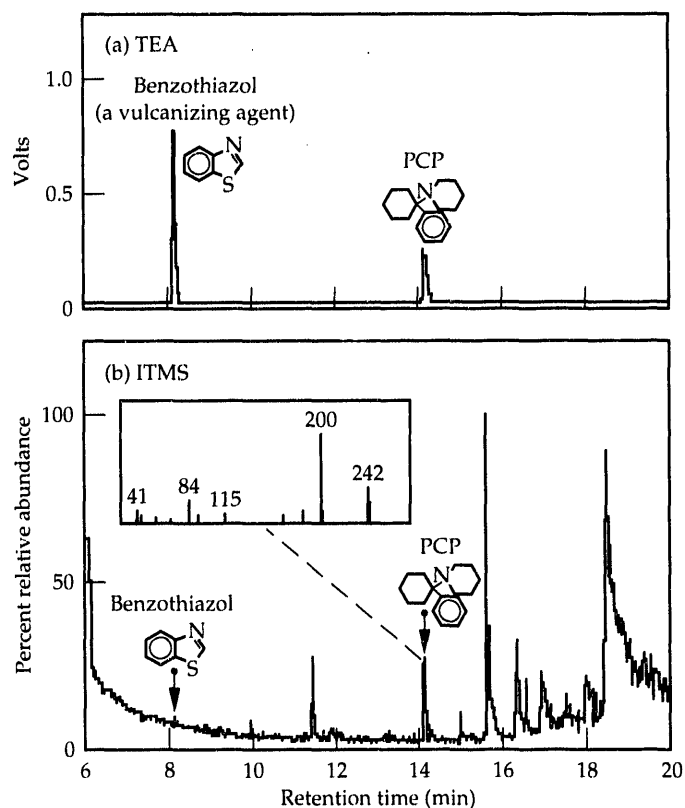 (a) TEA
1.0
Benzothiazol
(a vulcanizing agent)
N
S
PCP
N
Volts
0.5
0
(b) ITMS
100
200
242
84
41
115
PCP
N
Percent relative abundance
50
Benzothiazol
N
S
0
6 8 10 12 14 16 18 20
Retention time (min)